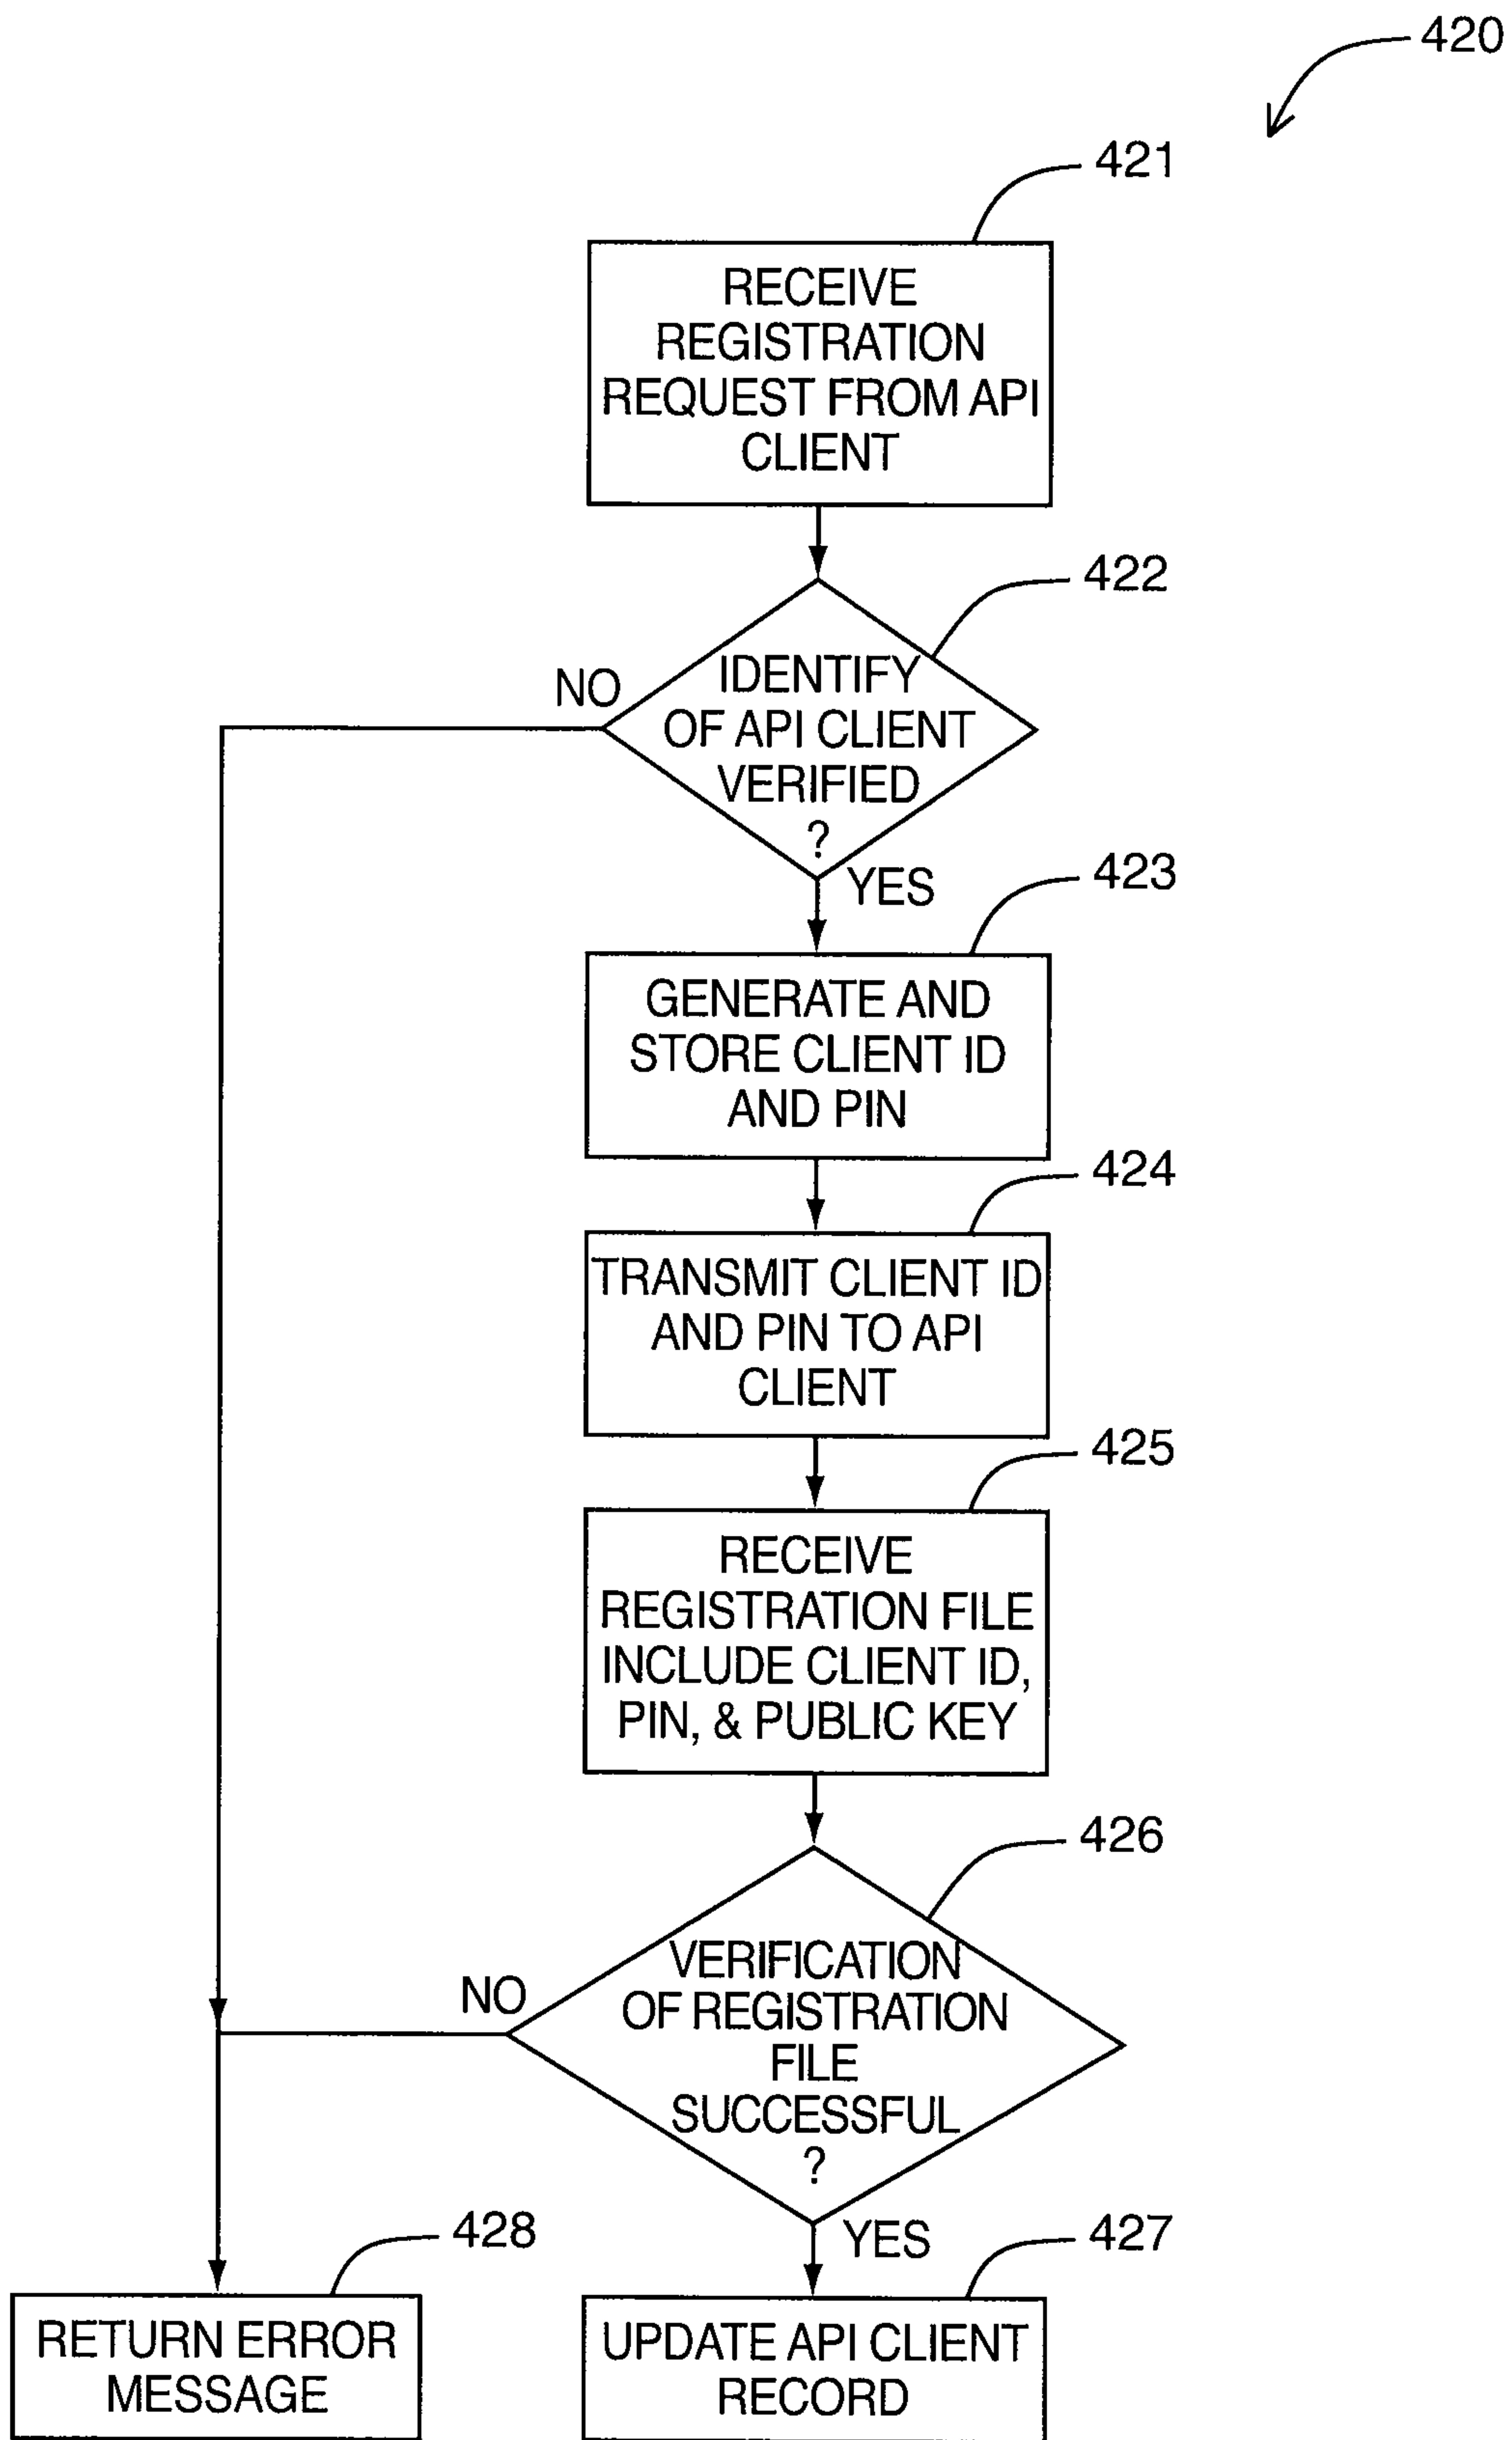 420
421
RECEIVE
REGISTRATION
REQUEST FROM API
CLIENT
422
NO
IDENTIFY
OF API CLIENT
VERIFIED
?
YES
423
GENERATE AND
STORE CLIENT ID
AND PIN
424
TRANSMIT CLIENT ID
AND PIN TO API
CLIENT
425
RECEIVE
REGISTRATION FILE
INCLUDE CLIENT ID,
PIN, & PUBLIC KEY
426
NO
VERIFICATION
OF REGISTRATION
FILE
SUCCESSFUL
?
YES
428
427
RETURN ERROR
MESSAGE
UPDATE API CLIENT
RECORD